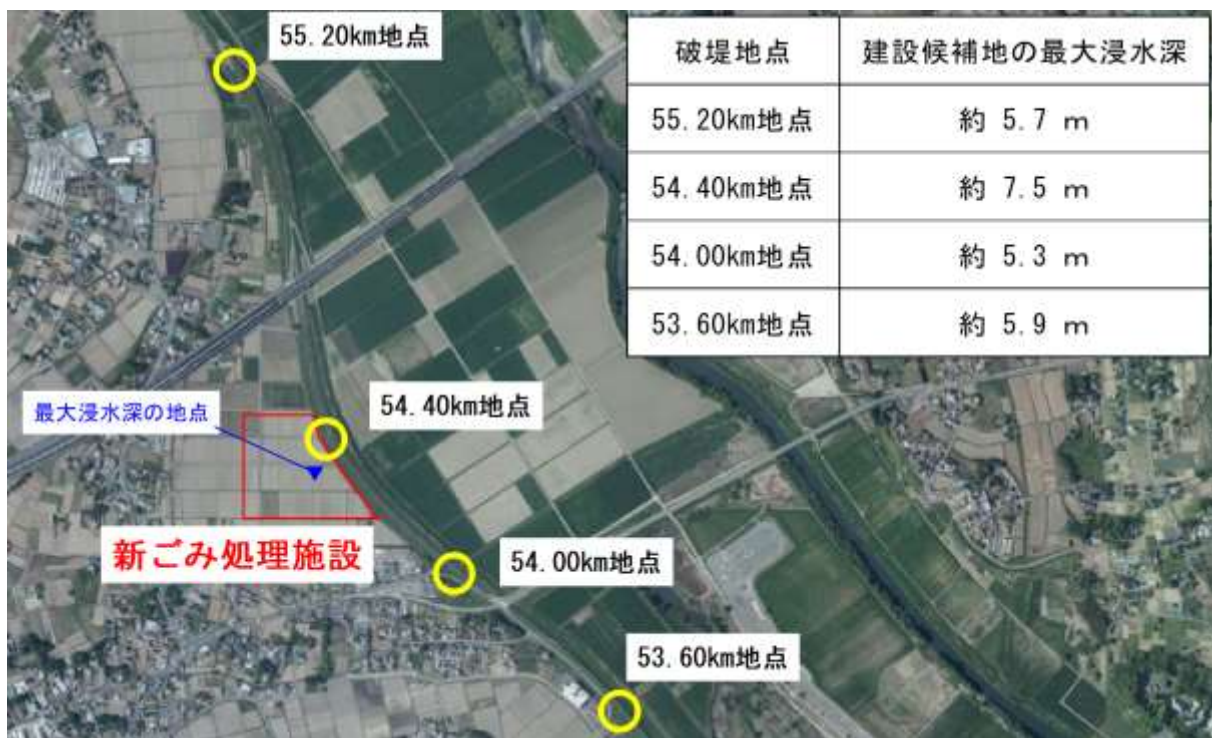 55.20km地点
破堤地点 建設候補地の最大浸水深
55.20km地点 約 5.7 m
54.40km地点 約 7.5 m
54.00km地点 約 5.3 m
53.60km地点 約 5.9 m
54.40km地点
最大浸水深の地点
新ごみ処理施設
54.00km地点
53.60km地点